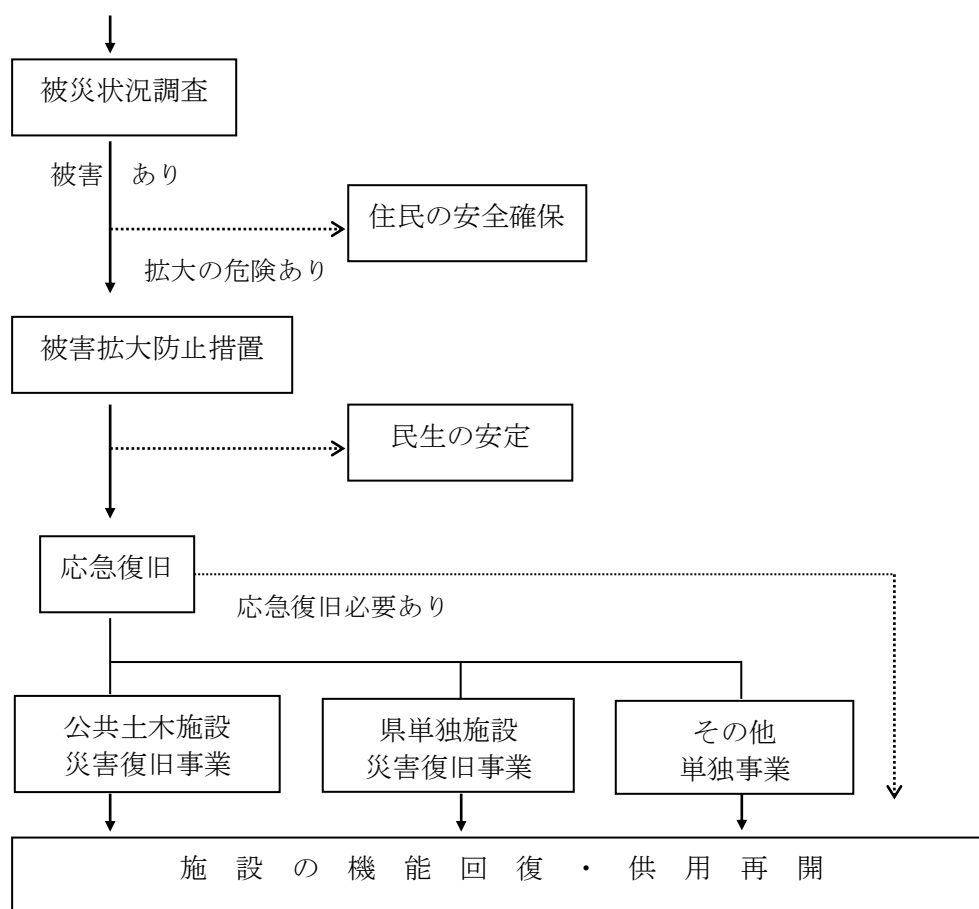 被災状況調査
被害 あり
住民の安全確保
拡大の危険あり
被害拡大防止措置
民生の安定
応急復旧
応急復旧必要あり
公共土木施設
災害復旧事業
県単独施設
災害復旧事業
その他
単独事業
施設の機能回復・供用再開